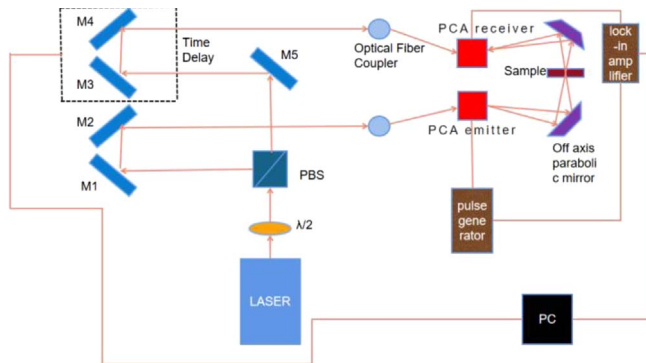 M4
PCA receiver
Time
Delay
M5
Optical Fiber
Coupler
lock
-in
amp
lifier
M3
Sample
M2
PCA emitter
Off axis
paraboli
c mirror
M1
PBS
pulse
gene
rator
λ/2
LASER
PC